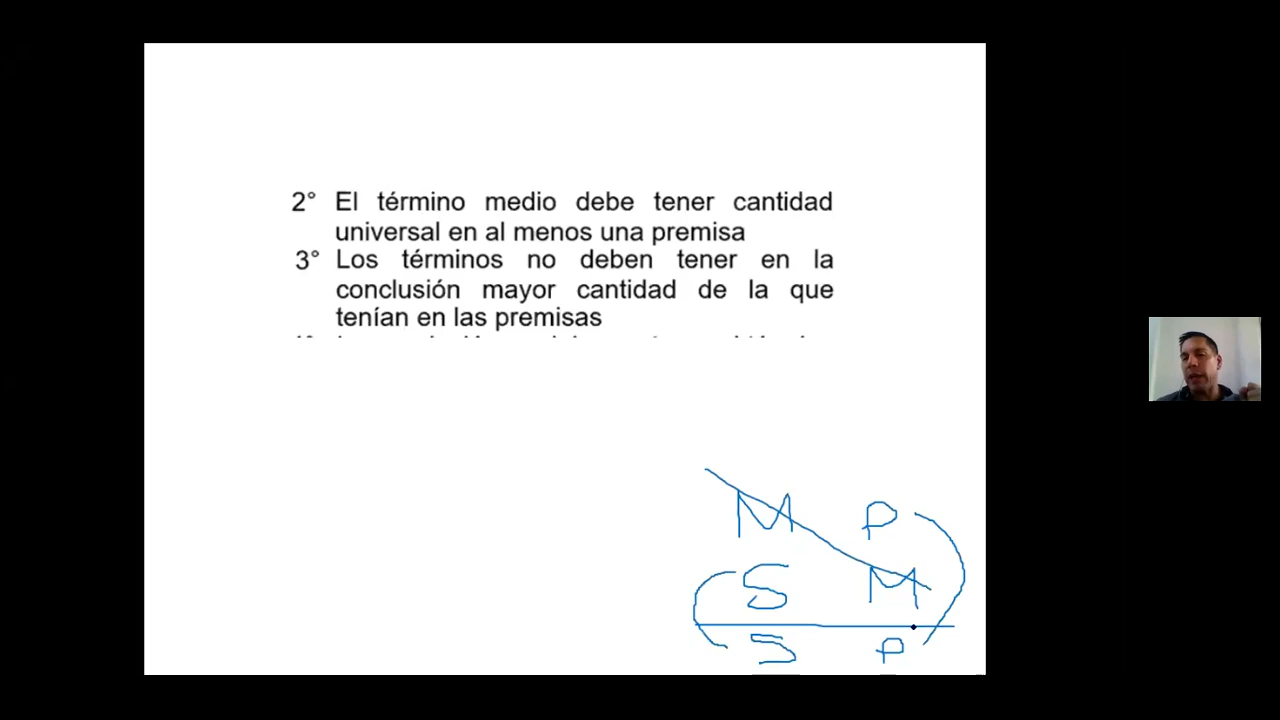 2° El término medio debe tener cantidad
universal en al menos una premisa
3° Los términos no deben tener en la
conclusión mayor cantidad de la que
tenían en las premisas
M P
S M
S P